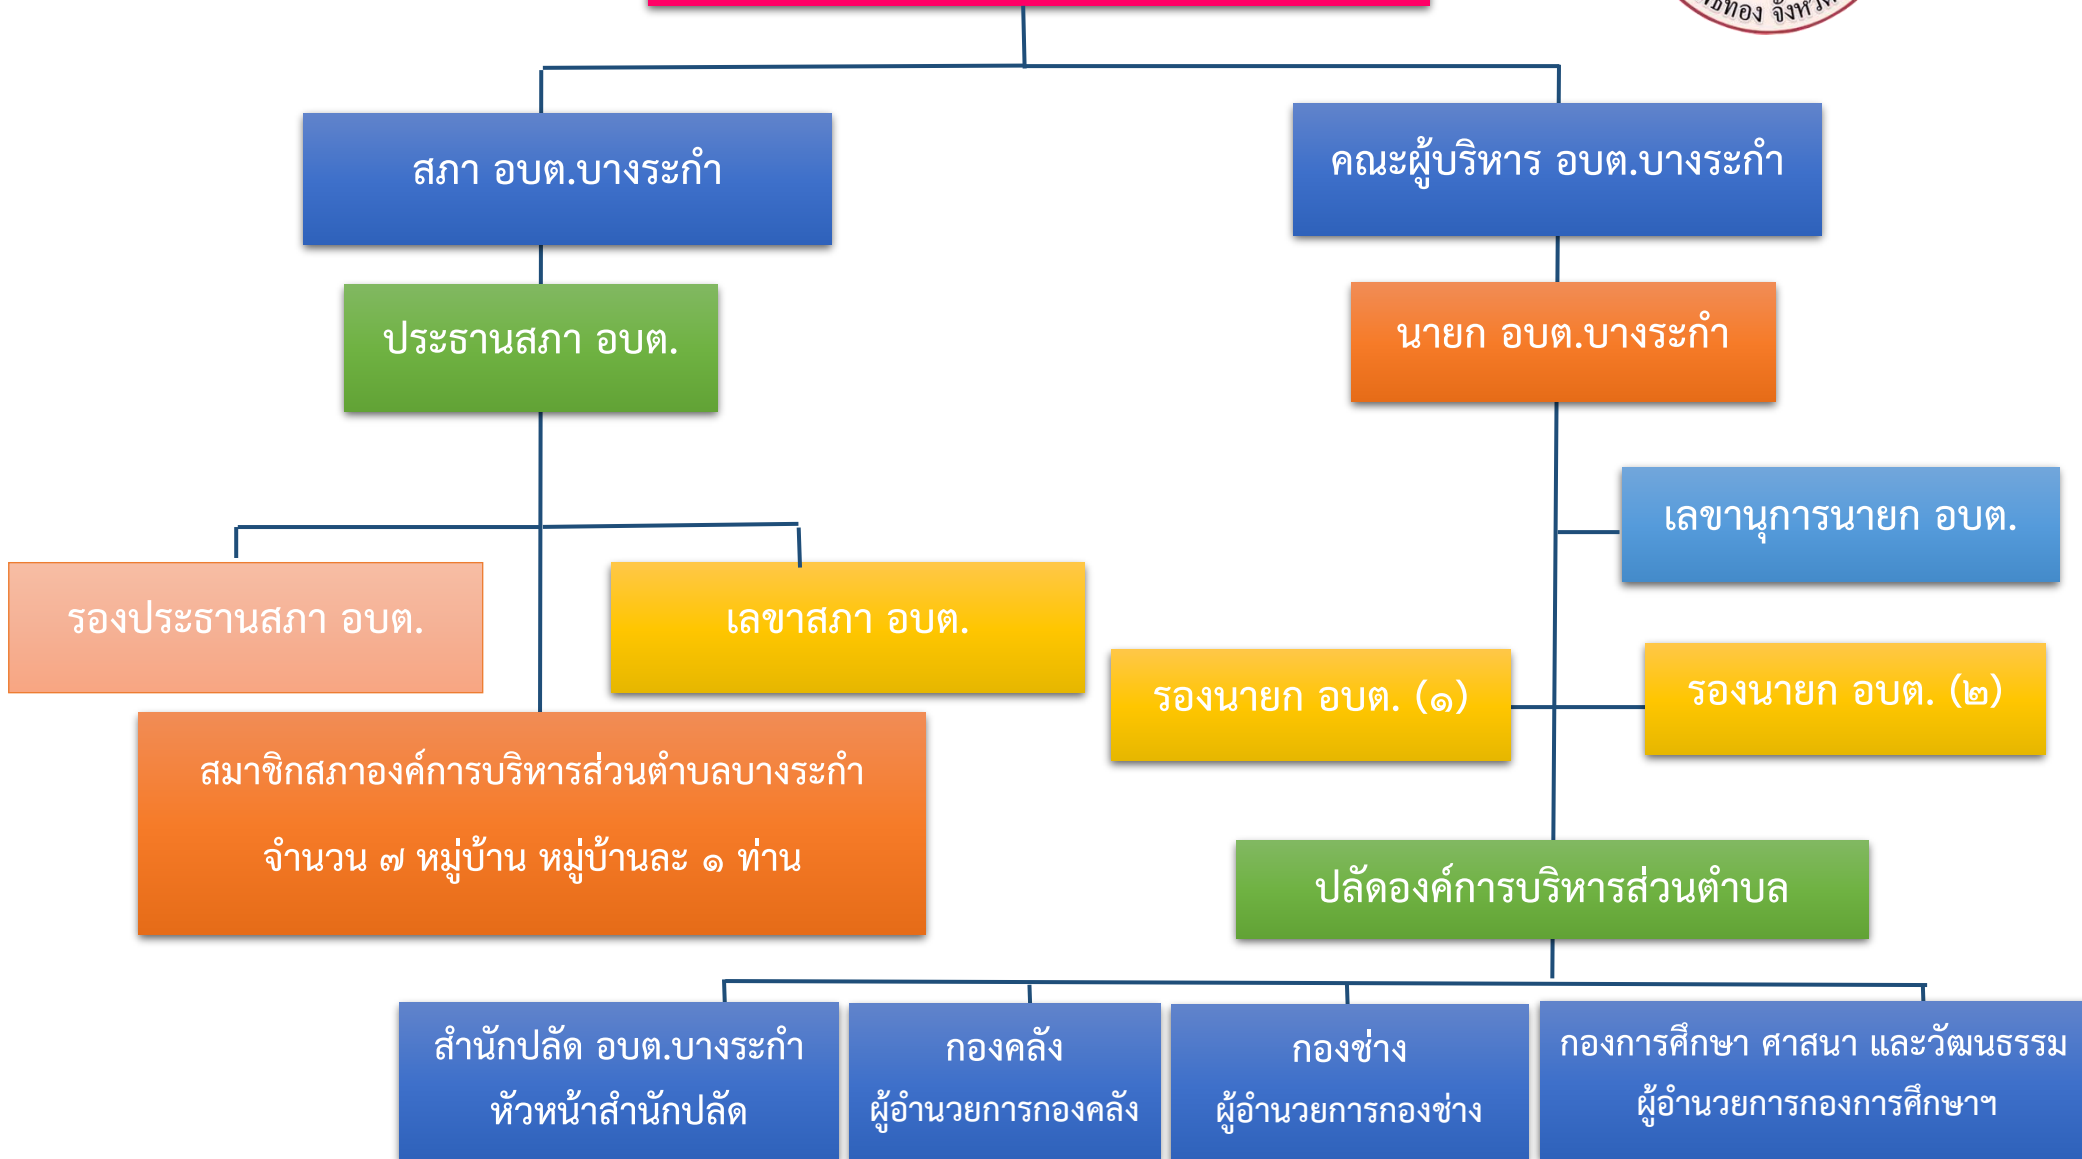 จังหวัด
สภา อบต.บางระกำ
คณะผู้บริหาร อบต.บางระกำ
ประธานสภา อบต.
นายก อบต.บางระกำ
เลขานุการนายก อบต.
รองประธานสภา อบต.
เลขาสภา อบต.
รองนายก อบต. (๑)
รองนายก อบต. (๒)
สมาชิกสภาองค์การบริหารส่วนตำบลบางระกำ
จำนวน ๗ หมู่บ้าน หมู่บ้านละ ๑ ท่าน
ปลัดองค์การบริหารส่วนตำบล
สำนักปลัด อบต.บางระกำ
หัวหน้าสำนักปลัด
กองคลัง
ผู้อำนวยการกองคลัง
กองช่าง
ผู้อำนวยการกองช่าง
กองการศึกษา ศาสนา และวัฒนธรรม
ผู้อำนวยการกองการศึกษาฯ